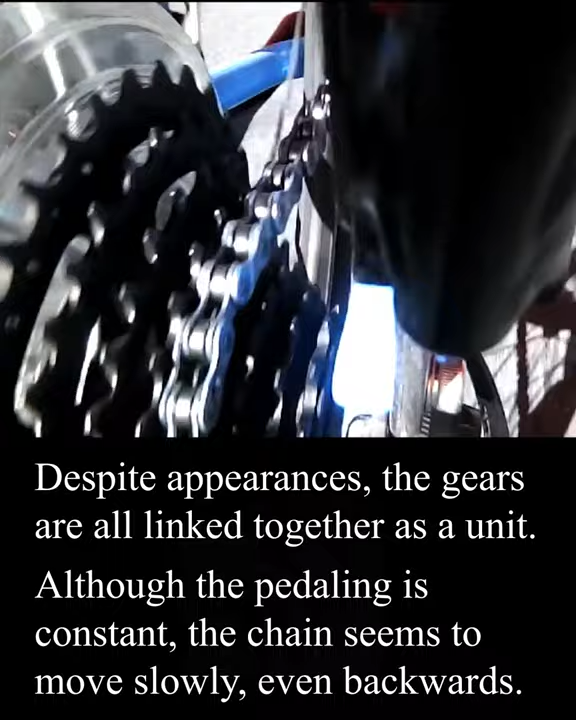 Despite appearances, the gears
are all linked together as a unit.
Although the pedaling is
constant, the chain seems to
move slowly, even backwards.